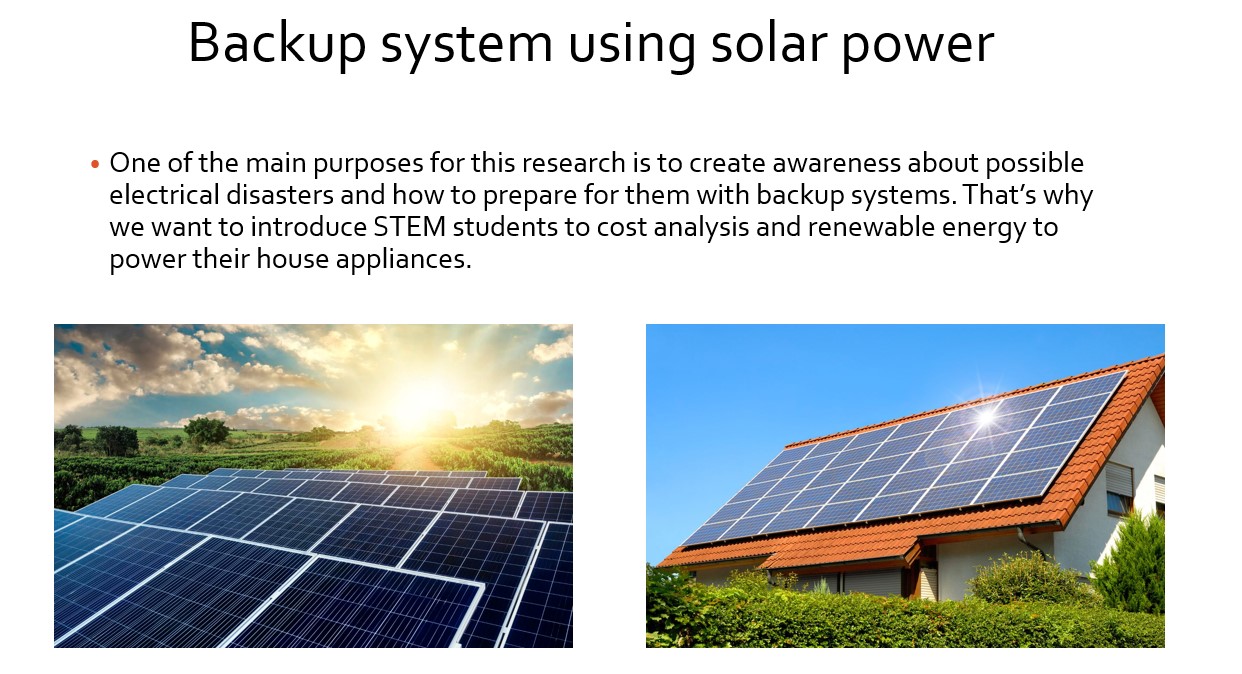 Backup system using solar power
• One of the main purposes for this research is to create awareness about possible
electrical disasters and how to prepare for them with backup systems. That’s why
we want to introduce STEM students to cost analysis and renewable energy to
power their house appliances.